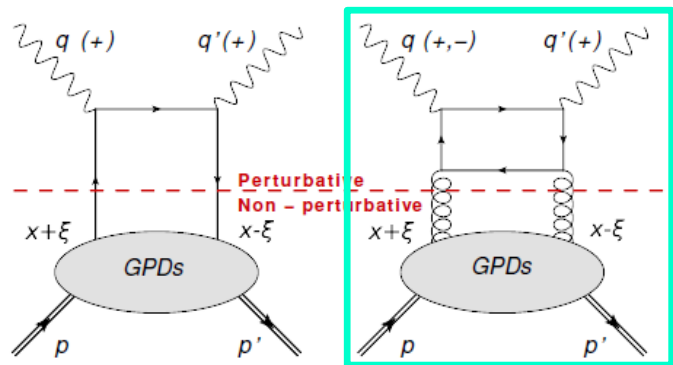 q (+) q'(+)
q (+,−) q'(+)
Perturbative
Non – perturbative
x+ξ x-ξ
x+ξ x-ξ
GPDs
GPDs
p p'
p p'